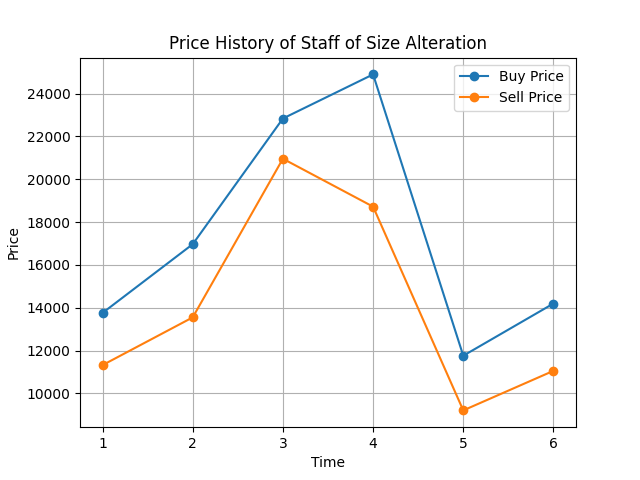 Price History of Staff of Size Alteration
Buy Price
Sell Price
24000
22000
20000
18000
16000
14000
12000
10000
Price
1 2 3 4 5 6
Time